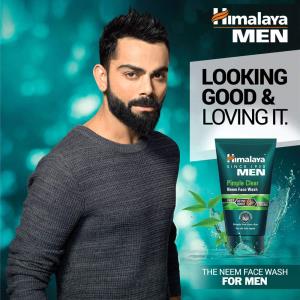 Himalaya
MEN
LOOKING
GOOD &
LOVING IT.
Himalaya
SINCE 1930
MEN
Pimple Clear
Neem Face Wash
THE NEEM FACE WASH
FOR MEN